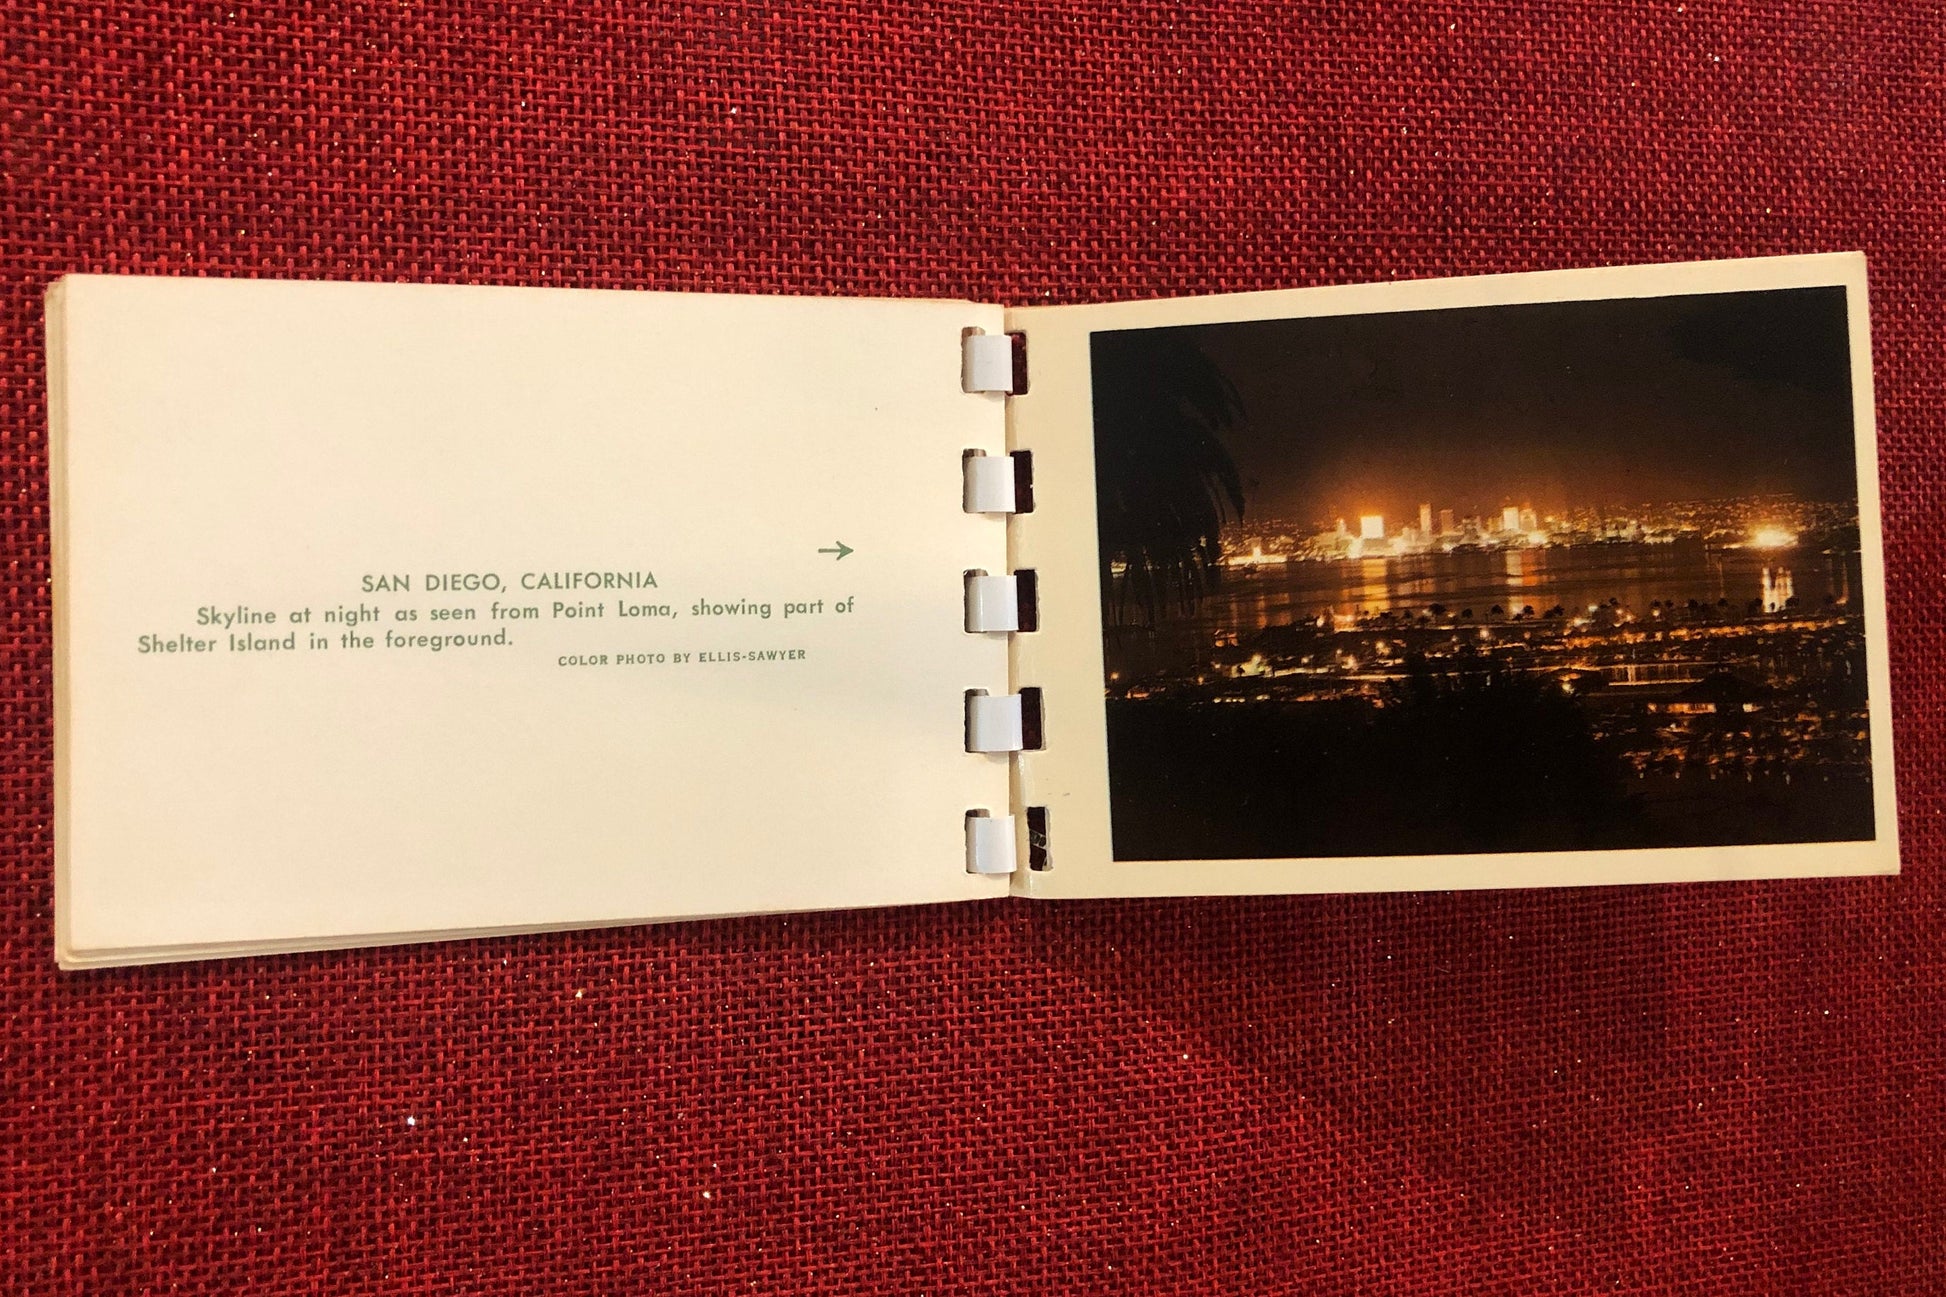 →
SAN DIEGO, CALIFORNIA
Skyline at night as seen from Point Loma, showing part of
Shelter Island in the foreground.
COLOR PHOTO BY ELLIS-SAWYER